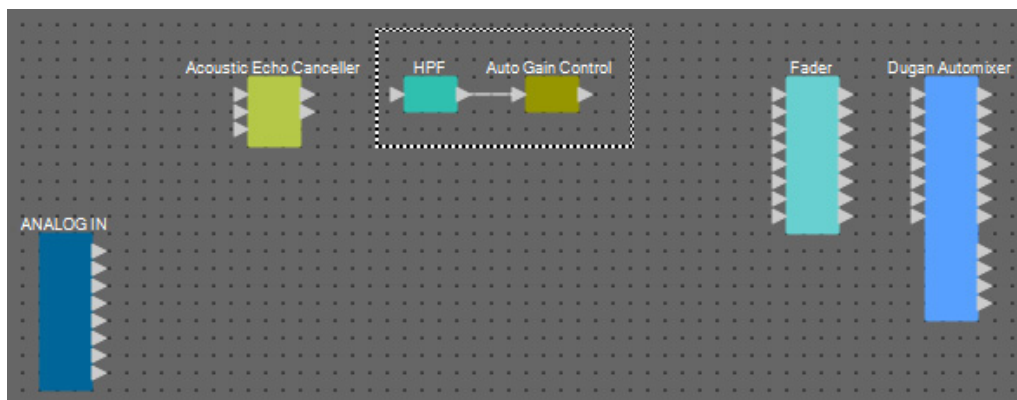 Acoustic Echo Canceller
HPF
Auto Gain Control
Fader
Dugan Automixer
ANALOG IN